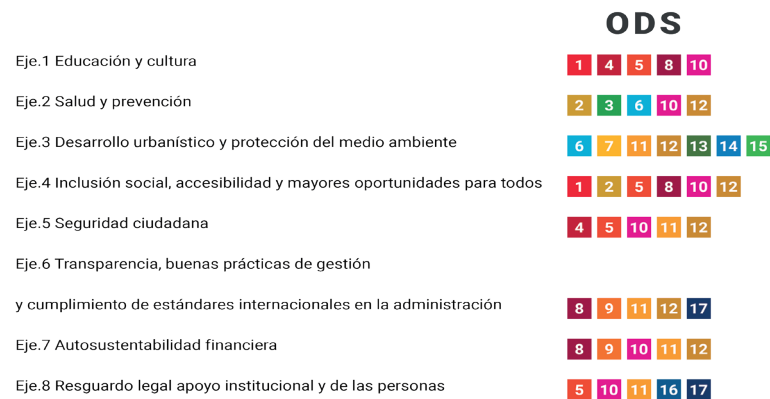 ODS
Eje.1 Educación y cultura 1 4 5 8 10
Eje.2 Salud y prevención 2 3 6 10 12
Eje.3 Desarrollo urbanístico y protección del medio ambiente 6 7 11 12 13 14 15
Eje.4 Inclusión social, accesibilidad y mayores oportunidades para todos 1 2 5 8 10 12
Eje.5 Seguridad ciudadana 4 5 10 11 12
Eje.6 Transparencia, buenas prácticas de gestión
y cumplimiento de estándares internacionales en la administración 8 9 11 12 17
Eje.7 Autosustentabilidad financiera 8 9 10 11 12
Eje.8 Resguardo legal apoyo institucional y de las personas 5 10 11 16 17